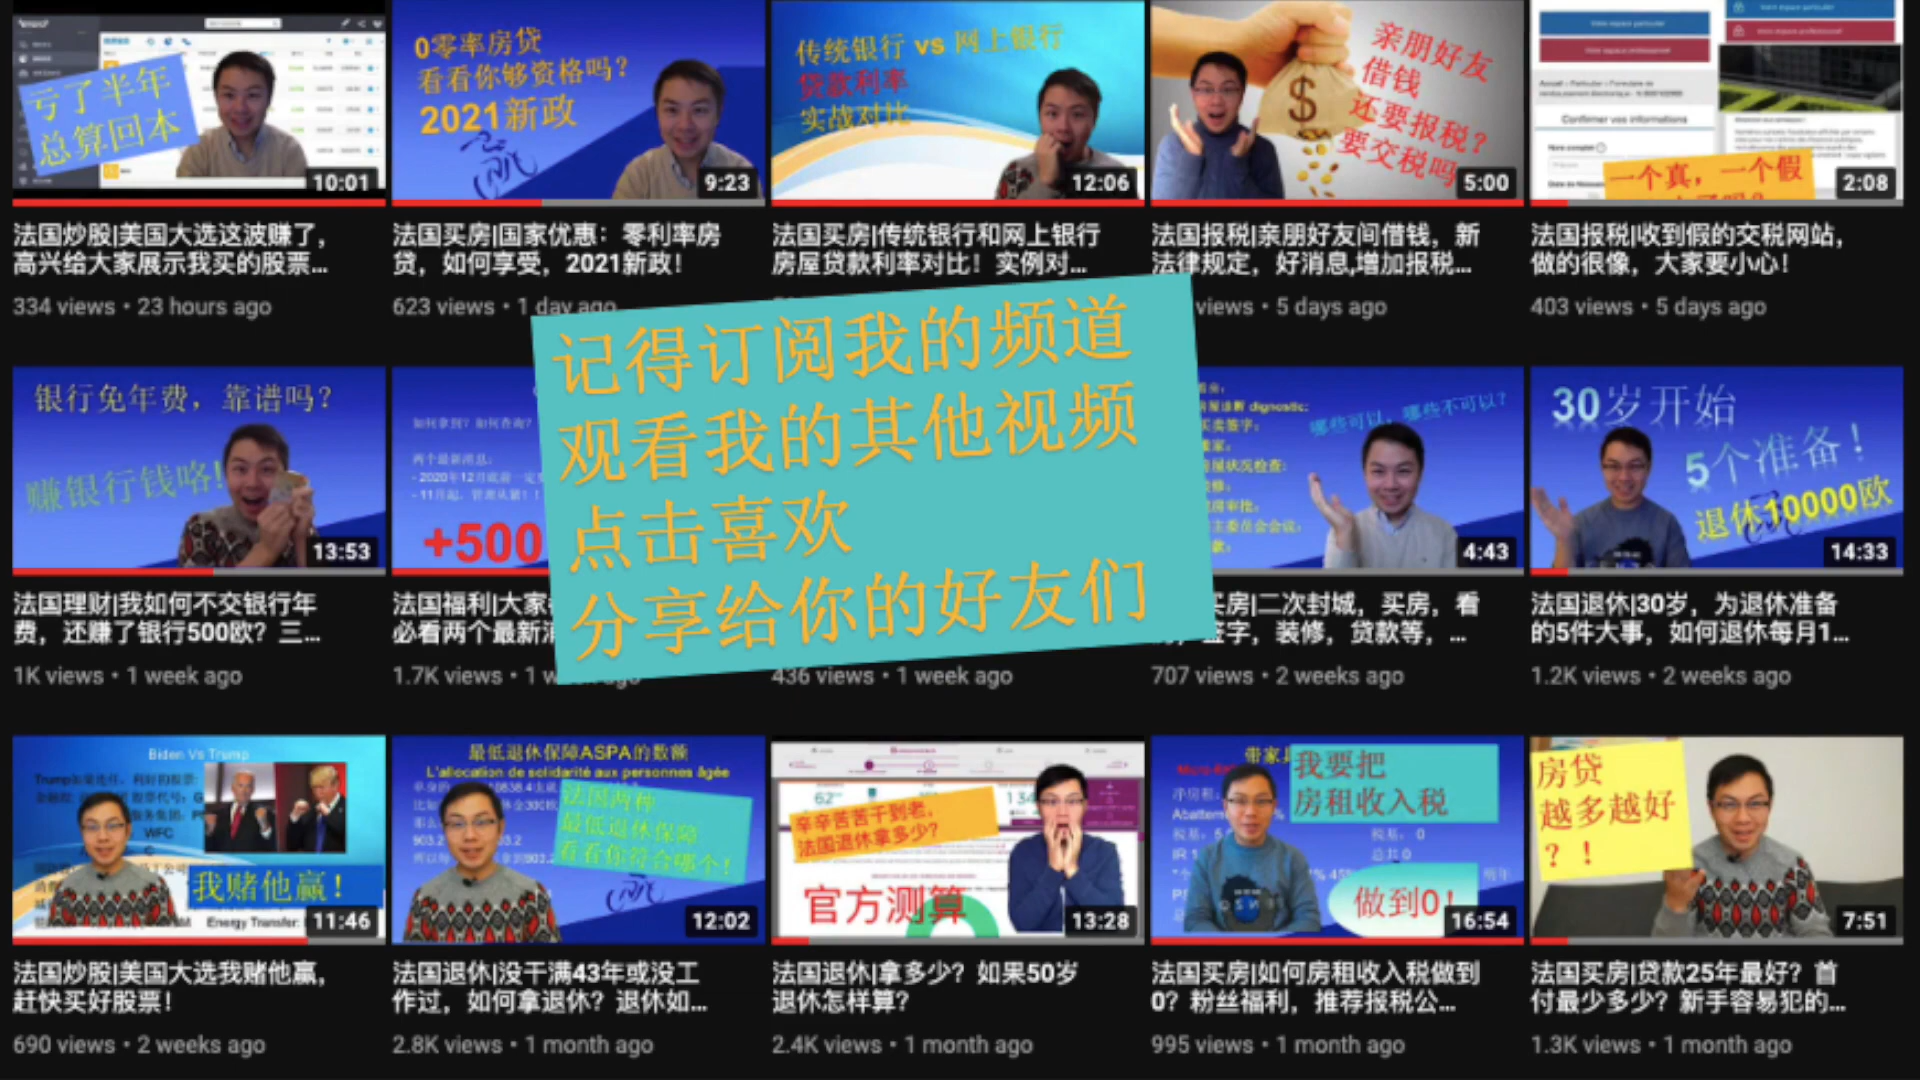 亏了半年
总算回本
10:01
0零率房贷
看看你够资格吗？
2021新政
9:23
传统银行 vs 网上银行
贷款利率
实战对比
12:06
亲朋好友
借钱
还要报税？
要交税吗
5:00
Confirmer vos informations
一个真，一个假
2:08
法国炒股|美国大选这波赚了，
高兴给大家展示我买的股票...
334 views • 23 hours ago
法国买房|国家优惠：零利率房
贷，如何享受，2021新政！
623 views • 1 day ago
法国买房|传统银行和网上银行
房屋贷款利率对比！实例对...
法国报税|亲朋好友间借钱，新
法律规定，好消息,增加报税...
views • 5 days ago
法国报税|收到假的交税网站，
做的很像，大家要小心！
403 views • 5 days ago
记得订阅我的频道
观看我的其他视频
点击喜欢
分享给你的好友们
银行免年费，靠谱吗？
赚银行钱咯！
13:53
如何拿到？如何查询？
两个最新消息：
+500
哪些可以，哪些不可以？
4:43
30岁开始
5个准备！
退休10000欧
14:33
法国理财|我如何不交银行年
费，还赚了银行500欧？三...
1K views • 1 week ago
法国福利|大家
必看两个最新消
1.7K views • 1 w
436 views • 1 week ago
买房|二次封城，买房，看
签字，装修，贷款等，...
707 views • 2 weeks ago
法国退休|30岁，为退休准备
的5件大事，如何退休每月1...
1.2K views • 2 weeks ago
Biden Vs Trump
WFC
我赌他赢！
Energy Transfer:
11:46
最低退休保障ASPA的数额
L'allocation de solidarité aux personnes âgée
法国两种
最低退休保障
看看你符合哪个！
12:02
辛辛苦苦干到老，
法国退休拿多少？
官方测算
13:28
我要把
房租收入税
做到0！
16:54
房贷
越多越好
？！
7:51
法国炒股|美国大选我赌他赢，
赶快买好股票！
690 views • 2 weeks ago
法国退休|没干满43年或没工
作过，如何拿退休？退休如...
2.8K views • 1 month ago
法国退休|拿多少？如果50岁
退休怎样算？
2.4K views • 1 month ago
法国买房|如何房租收入税做到
0？粉丝福利，推荐报税公...
995 views • 1 month ago
法国买房|贷款25年最好？首
付最少多少？新手容易犯的...
1.3K views • 1 month ago